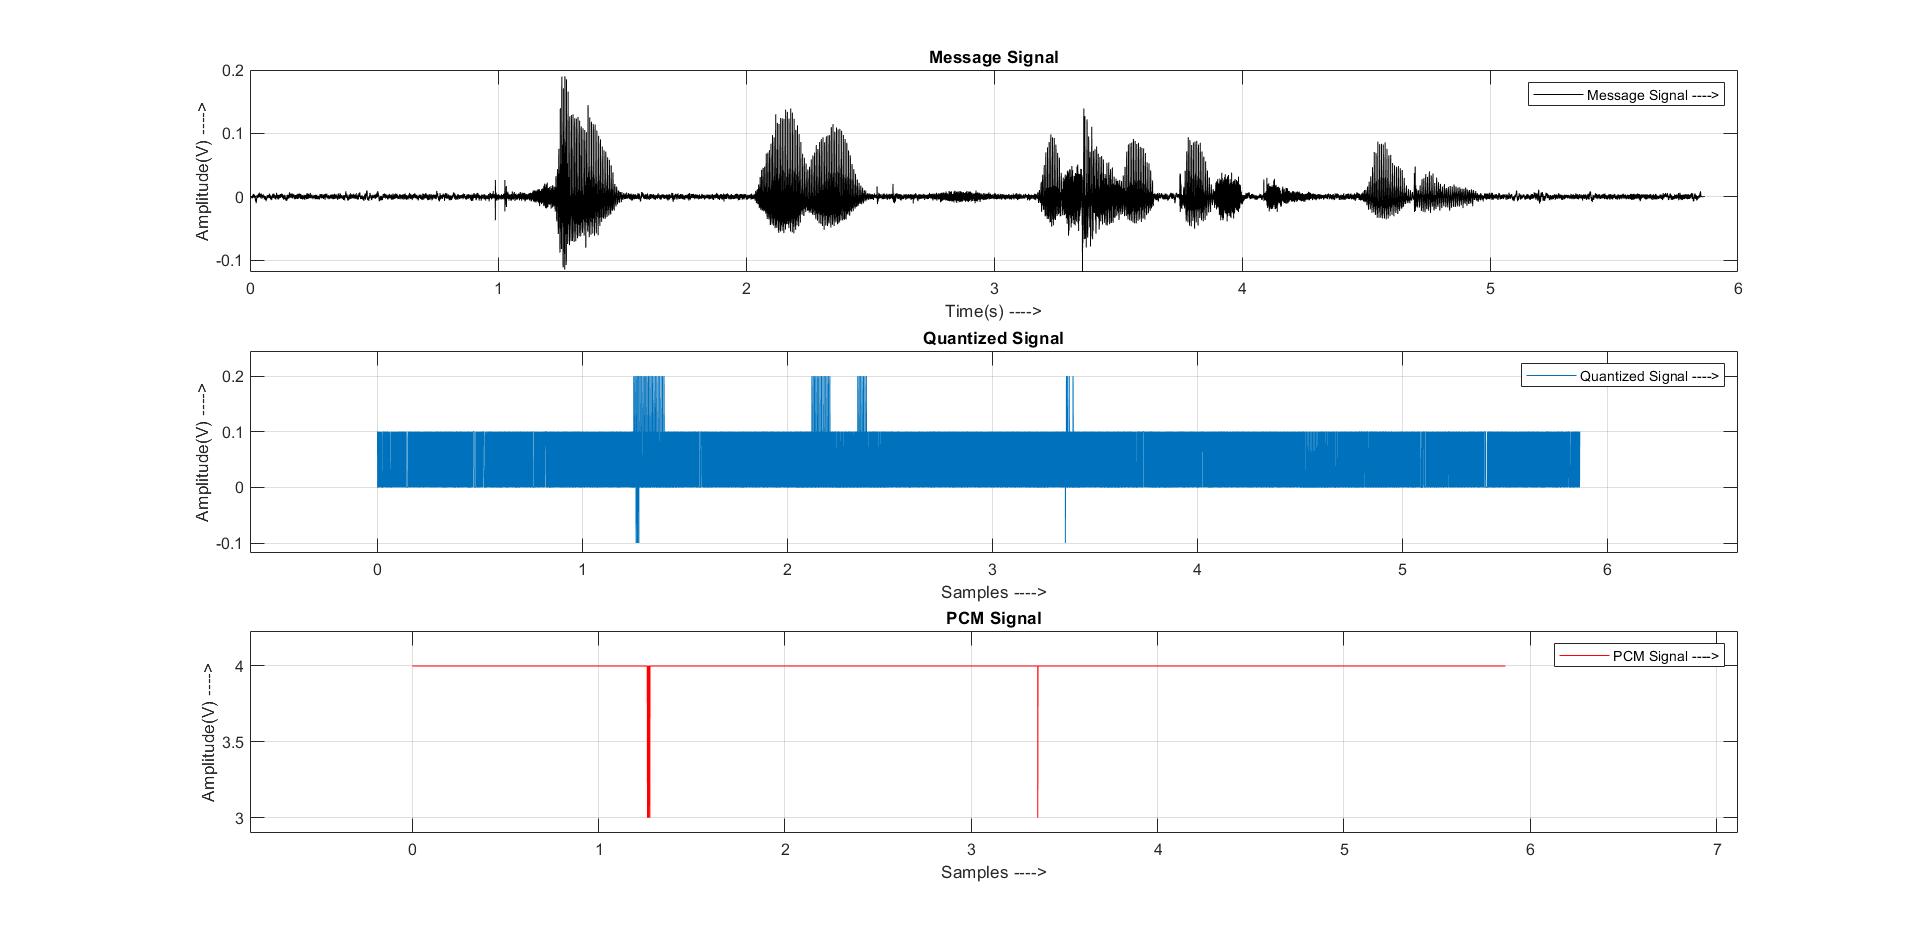 Message Signal
Message Signal ---->
Amplitude(V) ---->
0.2
0.1
0
-0.1
0 1 2 3 4 5 6
Time(s) ---->
Quantized Signal
Quantized Signal ---->
Amplitude(V) ---->
0.2
0.1
0
-0.1
0 1 2 3 4 5 6
Samples ---->
PCM Signal
PCM Signal ---->
Amplitude(V) ---->
4
3.5
3
0 1 2 3 4 5 6 7
Samples ---->